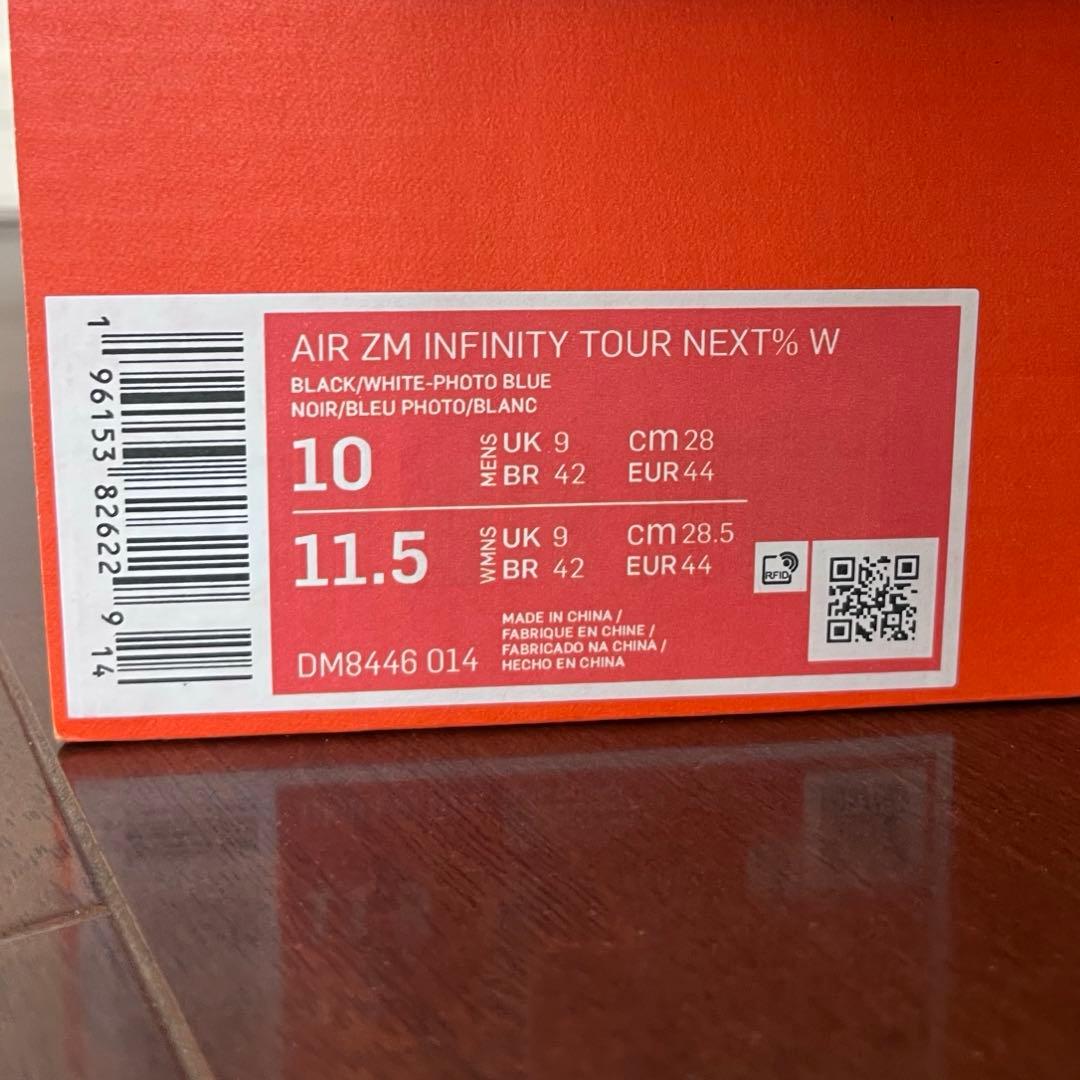 AIR ZM INFINITY TOUR NEXT% W
BLACK/WHITE-PHOTO BLUE
NOIR/BLEU PHOTO/BLANC
10 MENS UK 9 cm 28
BR 42 EUR 44
11.5 WMNS UK 9 cm 28.5
BR 42 EUR 44
RFID
MADE IN CHINA /
FABRIQUE EN CHINE /
FABRICADO NA CHINA /
HECHO EN CHINA
DM8446 014
1 96153 82622 9 14